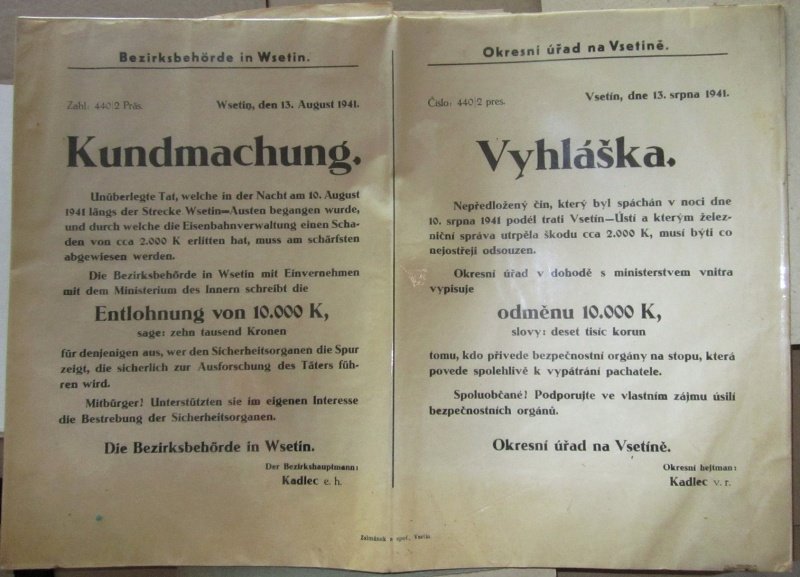 Bezirksbehörde in Wsetin.
Zahl: 440|2 Präs.
Wsetin, den 13. August 1941.
Kundmachung.
Unüberlegte Tat, welche in der Nacht am 10. August
1941 längs der Strecke Wsetin—Austen begangen wurde,
und durch welche die Eisenbahnverwaltung einen Scha-
den von cca 2.000 K erlitten hat, muss am schärfsten
abgewiesen werden.
Die Bezirksbehörde in Wsetin mit Einvernehmen
mit dem Ministerium des Innern schreibt die
Entlohnung von 10.000 K,
sage: zehn tausend Kronen
für denjenigen aus, wer den Sicherheitsorganen die Spur
zeigt, die sicherlich zur Ausforschung des Täters füh-
ren wird.
Mitbürger! Unterstützten sie im eigenen Interesse
die Bestrebung der Sicherheitsorganen.
Die Bezirksbehörde in Wsetin.
Der Bezirkshauptmann:
Kadlec e. h.
Okresní úřad na Vsetíně.
Číslo: 440|2 pres.
Vsetín, dne 13. srpna 1941.
Vyhláška.
Nepředložený čin, který byl spáchán v noci dne
10. srpna 1941 podél trati Vsetín—Ústí a kterým želez-
niční správa utrpěla škodu cca 2.000 K, musí býti co
nejostřeji odsouzen.
Okresní úřad v dohodě s ministerstvem vnitra
vypisuje
odměnu 10.000 K,
slovy: deset tisíc korun
tomu, kdo přivede bezpečnostní orgány na stopu, která
povede spolehlivě k vypátrání pachatele.
Spoluobčané! Podporujte ve vlastním zájmu úsilí
bezpečnostních orgánů.
Okresní úřad na Vsetíně.
Okresní hejtman:
Kadlec v. r.
a spol., Vsetín